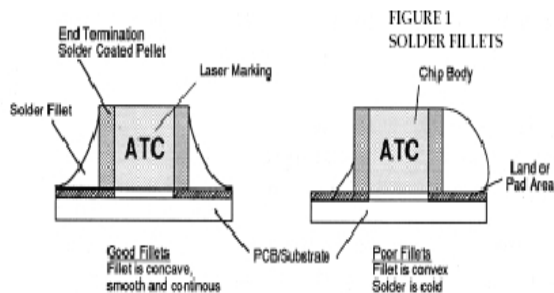 FIGURE 1
SOLDER FILLETS
End Termination
Solder Coated Pellet
Laser Marking
Solder Fillet
ATC
Chip Body
ATC
Land or
Pad Area
PCB/Substrate
Good Fillets
Fillet is concave,
smooth and continous
Poor Fillets
Fillet is convex
Solder is cold